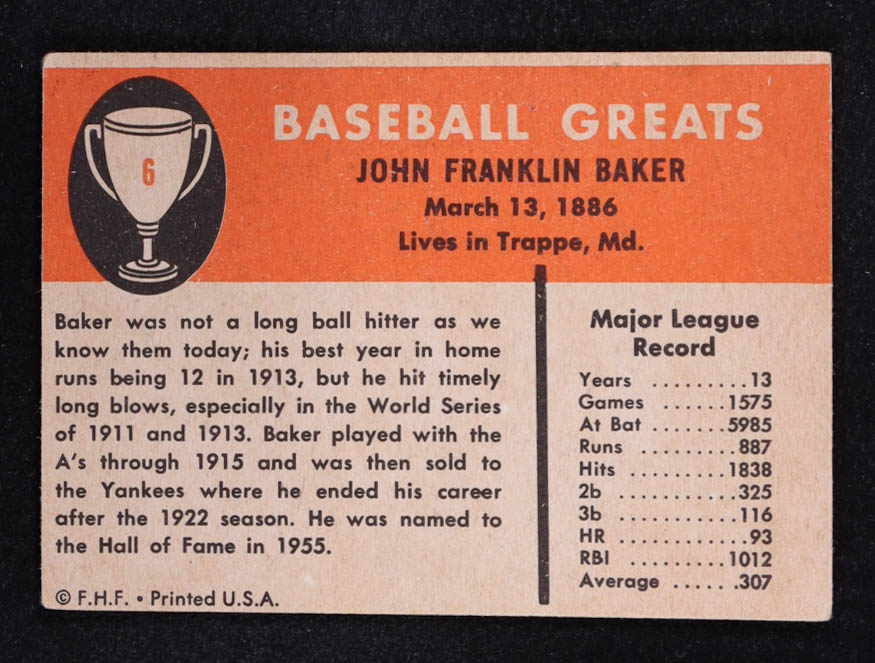 6
BASEBALL GREATS
JOHN FRANKLIN BAKER
March 13, 1886
Lives in Trappe, Md.
Baker was not a long ball hitter as we
know them today; his best year in home
runs being 12 in 1913, but he hit timely
long blows, especially in the World Series
of 1911 and 1913. Baker played with the
A's through 1915 and was then sold to
the Yankees where he ended his career
after the 1922 season. He was named to
the Hall of Fame in 1955.
© F.H.F. • Printed U.S.A.
Major League
Record
Years .........13
Games ......1575
At Bat .......5985
Runs .........887
Hits .........1838
2b ...........325
3b ...........116
HR ............93
RBI .........1012
Average ......307